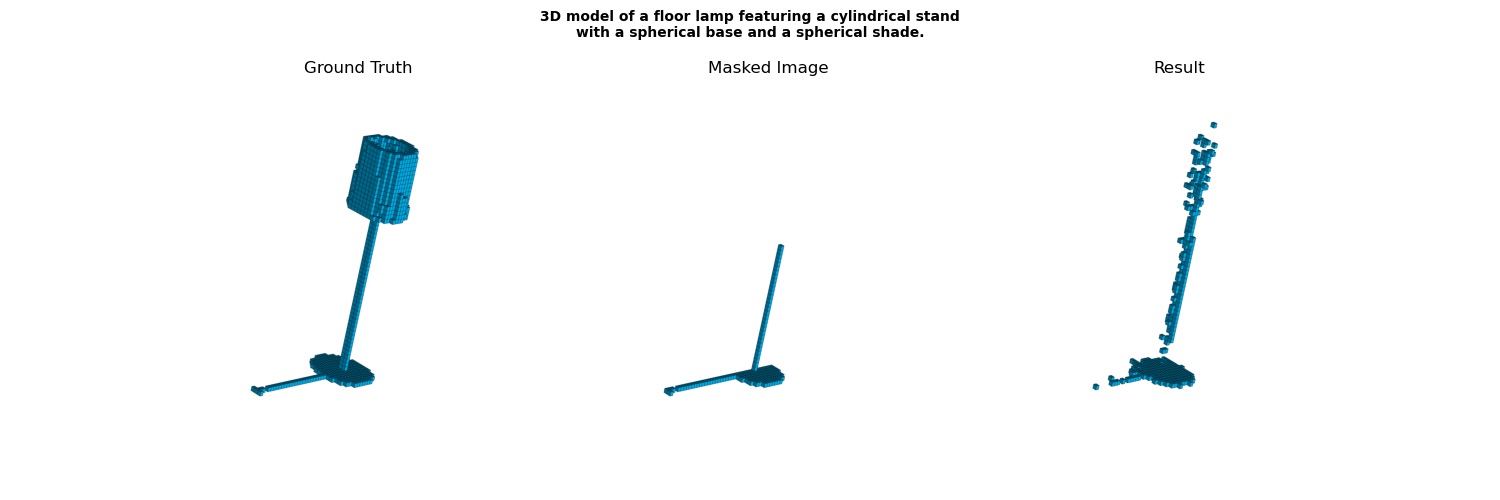 3D model of a floor lamp featuring a cylindrical stand
with a spherical base and a spherical shade.
Ground Truth
Masked Image
Result